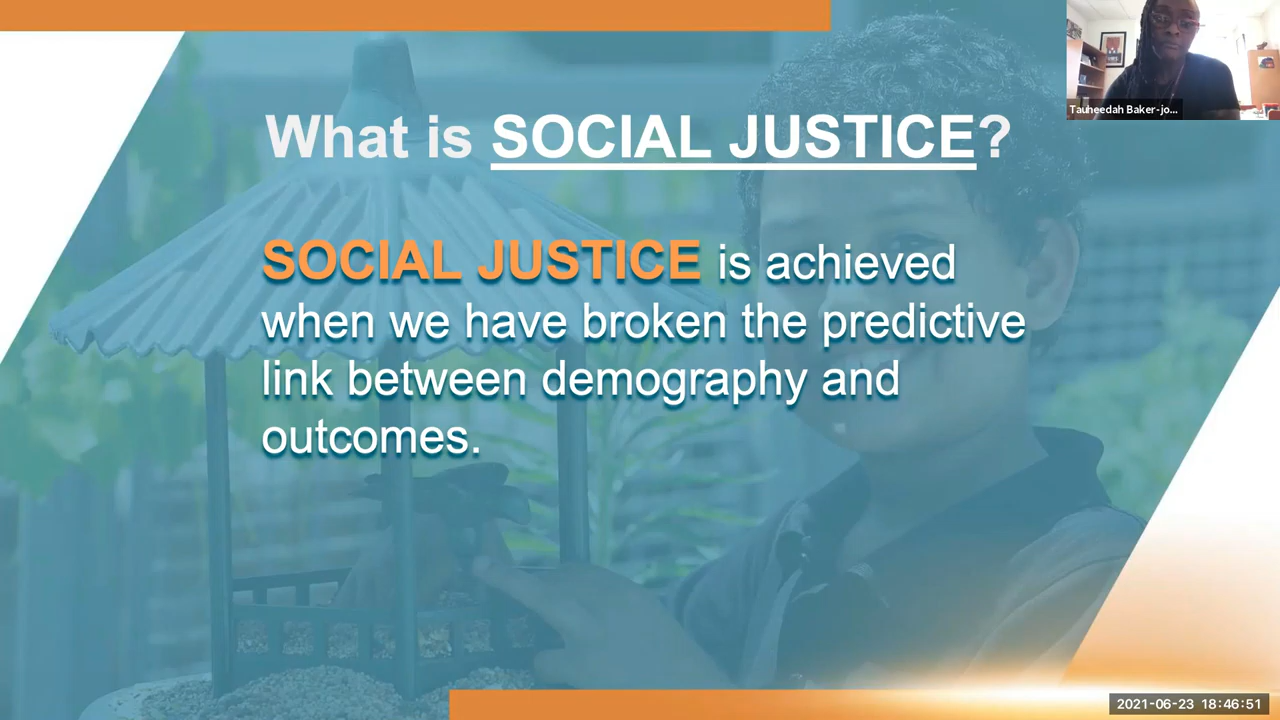 Tauheedah Baker-jo...
What is SOCIAL JUSTICE?
SOCIAL JUSTICE is achieved
when we have broken the predictive
link between demography and
outcomes.
2021-06-23 18:46:51